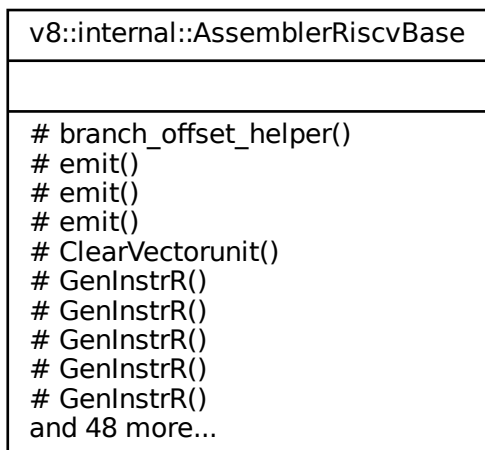 v8::internal::AssemblerRiscvBase
# branch_offset_helper()
# emit()
# emit()
# emit()
# ClearVectorunit()
# GenInstrR()
# GenInstrR()
# GenInstrR()
# GenInstrR()
# GenInstrR()
and 48 more...